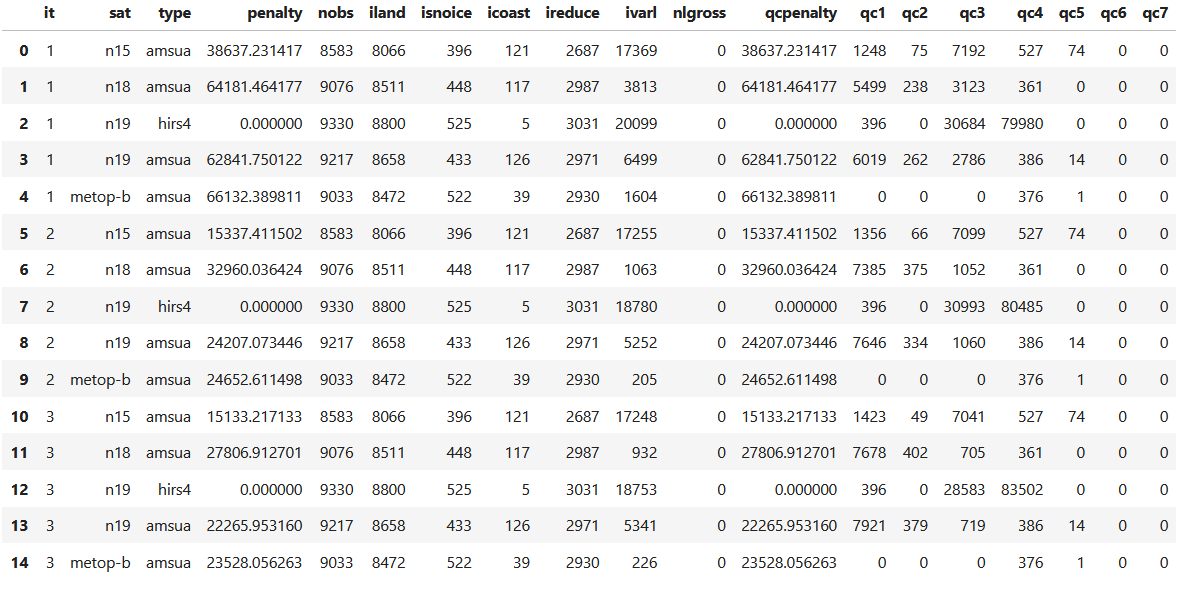 it sat type penalty nobs iland isnoice icoast ireduce ivarl nlgross qcpenalty qc1 qc2 qc3 qc4 qc5 qc6 qc7
0 1 n15 amsua 38637.231417 8583 8066 396 121 2687 17369 0 38637.231417 1248 75 7192 527 74 0 0
1 1 n18 amsua 64181.464177 9076 8511 448 117 2987 3813 0 64181.464177 5499 238 3123 361 0 0 0
2 1 n19 hirs4 0.000000 9330 8800 525 5 3031 20099 0 0.000000 396 0 30684 79980 0 0 0
3 1 n19 amsua 62841.750122 9217 8658 433 126 2971 6499 0 62841.750122 6019 262 2786 386 14 0 0
4 1 metop-b amsua 66132.389811 9033 8472 522 39 2930 1604 0 66132.389811 0 0 0 376 1 0 0
5 2 n15 amsua 15337.411502 8583 8066 396 121 2687 17255 0 15337.411502 1356 66 7099 527 74 0 0
6 2 n18 amsua 32960.036424 9076 8511 448 117 2987 1063 0 32960.036424 7385 375 1052 361 0 0 0
7 2 n19 hirs4 0.000000 9330 8800 525 5 3031 18780 0 0.000000 396 0 30993 80485 0 0 0
8 2 n19 amsua 24207.073446 9217 8658 433 126 2971 5252 0 24207.073446 7646 334 1060 386 14 0 0
9 2 metop-b amsua 24652.611498 9033 8472 522 39 2930 205 0 24652.611498 0 0 0 376 1 0 0
10 3 n15 amsua 15133.217133 8583 8066 396 121 2687 17248 0 15133.217133 1423 49 7041 527 74 0 0
11 3 n18 amsua 27806.912701 9076 8511 448 117 2987 932 0 27806.912701 7678 402 705 361 0 0 0
12 3 n19 hirs4 0.000000 9330 8800 525 5 3031 18753 0 0.000000 396 0 28583 83502 0 0 0
13 3 n19 amsua 22265.953160 9217 8658 433 126 2971 5341 0 22265.953160 7921 379 719 386 14 0 0
14 3 metop-b amsua 23528.056263 9033 8472 522 39 2930 226 0 23528.056263 0 0 0 376 1 0 0